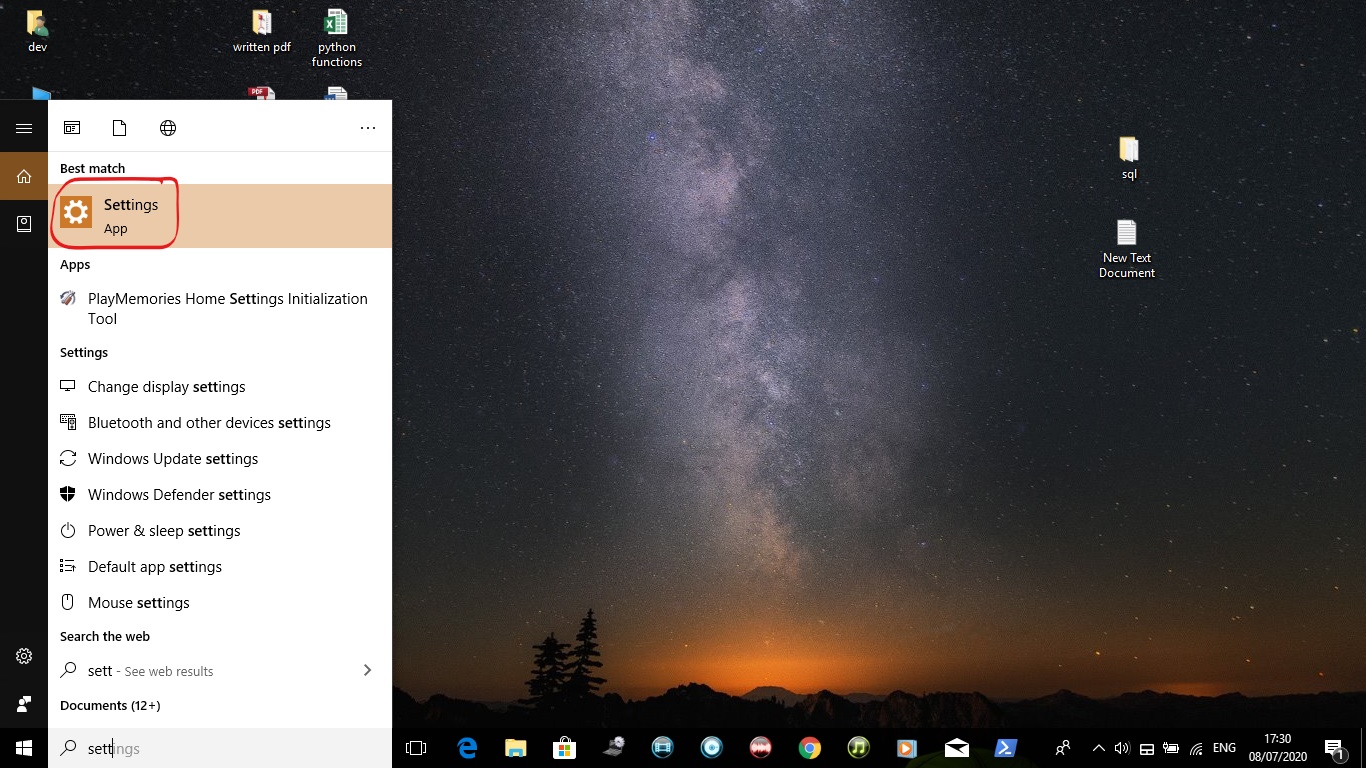 dev
written pdf
python
functions
PDF
sql
New Text
Document
Best match
Settings
App
Apps
PlayMemories Home Settings Initialization
Tool
Settings
Change display settings
Bluetooth and other devices settings
Windows Update settings
Windows Defender settings
Power & sleep settings
Default app settings
Mouse settings
Search the web
sett - See web results
Documents (12+)
settings
ENG
17:30
08/07/2020
1